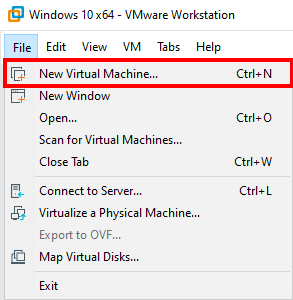 Windows 10 x64 - VMware Workstation
File Edit View VM Tabs Help
New Virtual Machine... Ctrl+N
New Window
Open... Ctrl+O
Scan for Virtual Machines...
Close Tab Ctrl+W
Connect to Server... Ctrl+L
Virtualize a Physical Machine...
Export to OVF...
Map Virtual Disks...
Exit